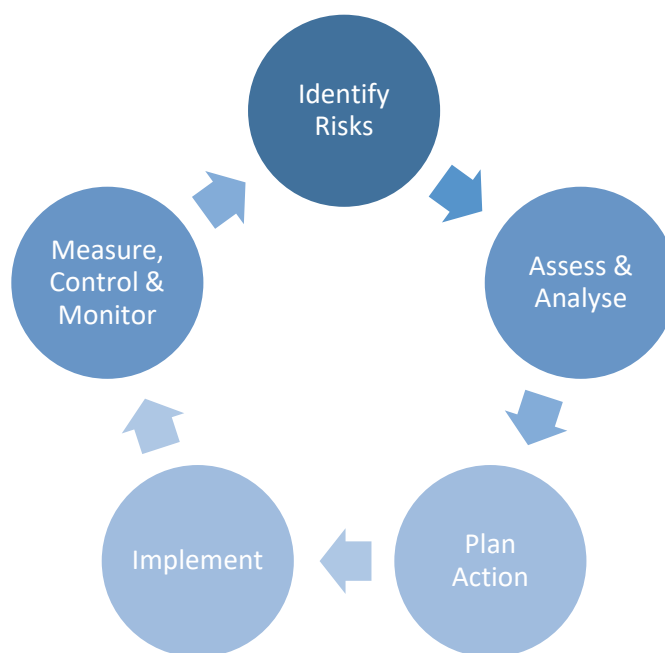 Identify
Risks
Assess &
Analyse
Plan
Action
Implement
Measure,
Control &
Monitor